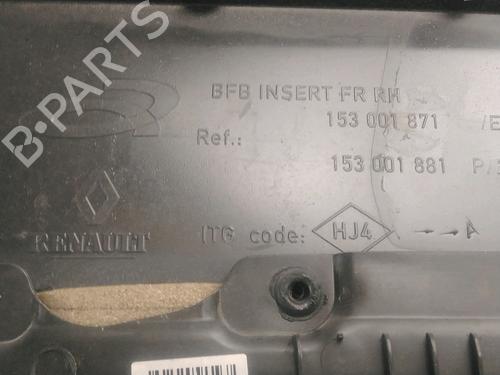 BFB INSERT FR RH
153 001 871
Ref.:
153 001 881
RENAULT
ITG code: HJ4
B-PARTS